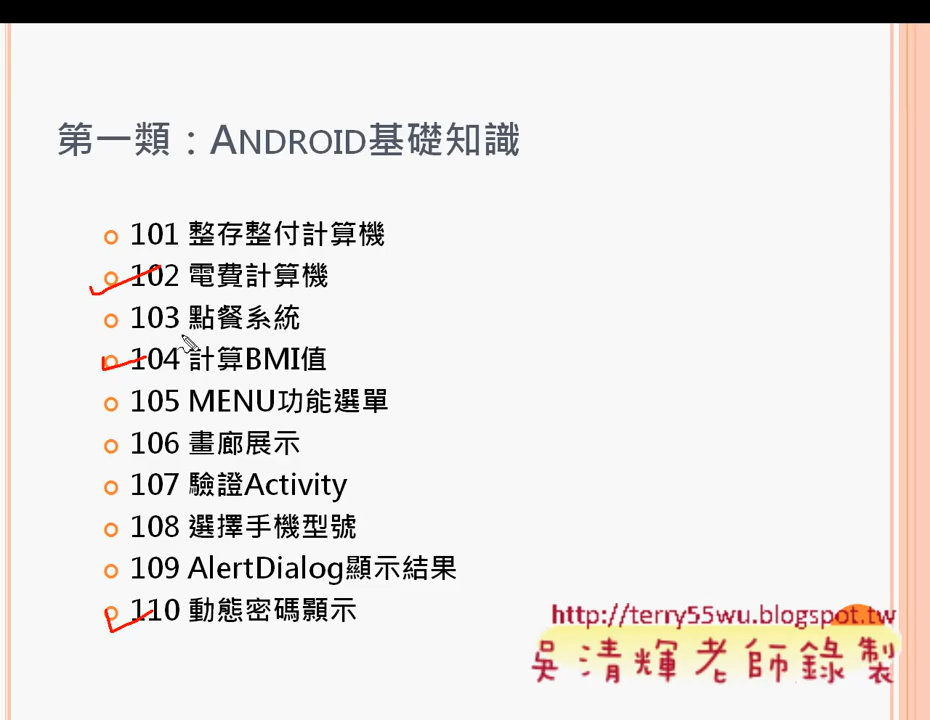 第一類：ANDROID基礎知識
101 整存整付計算機
102 電費計算機
103 點餐系統
104 計算BMI值
105 MENU功能選單
106 畫廊展示
107 驗證Activity
108 選擇手機型號
109 AlertDialog顯示結果
110 動態密碼顥示
http://terry55wu.blogspot.tw
吳清輝老師錄製